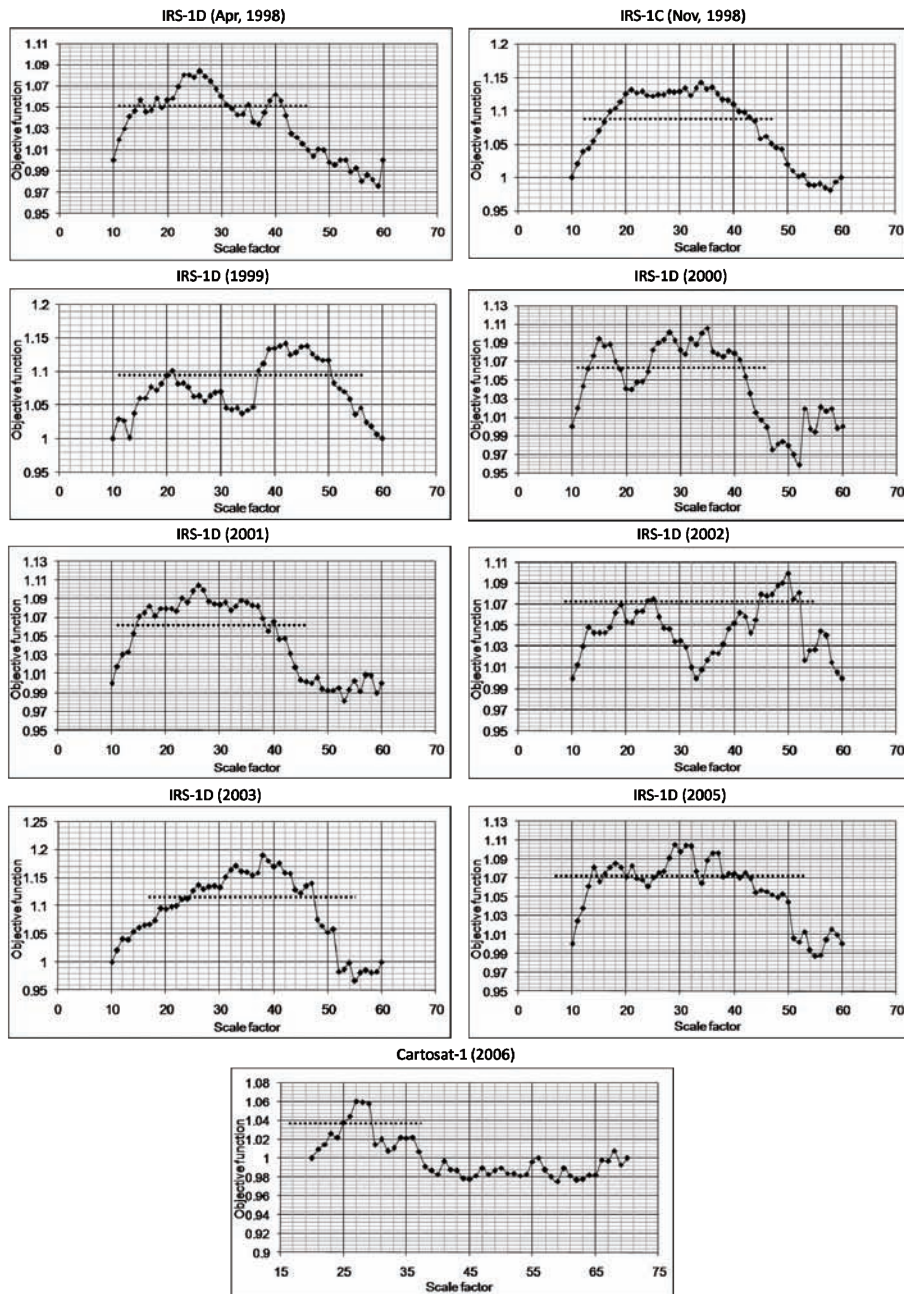 IRS-1D (Apr, 1998)
Objective function
1.11
1.09
1.07
1.05
1.03
1.01
0.99
0.97
0.95
0 10 20 30 40 50 60 70
Scale factor
IRS-1C (Nov, 1998)
Objective function
1.2
1.15
1.1
1.05
1
0.95
0 10 20 30 40 50 60 70
Scale factor
IRS-1D (1999)
Objective function
1.2
1.15
1.1
1.05
1
0.95
0 10 20 30 40 50 60 70
Scale factor
IRS-1D (2000)
Objective function
1.13
1.11
1.09
1.07
1.05
1.03
1.01
0.99
0.97
0.95
0 10 20 30 40 50 60 70
Scale factor
IRS-1D (2001)
Objective function
1.13
1.11
1.09
1.07
1.05
1.03
1.01
0.99
0.97
0.95
0 10 20 30 40 50 60 70
Scale factor
IRS-1D (2002)
Objective function
1.11
1.09
1.07
1.05
1.03
1.01
0.99
0.97
0.95
0 10 20 30 40 50 60 70
Scale factor
IRS-1D (2003)
Objective function
1.25
1.2
1.15
1.1
1.05
1
0.95
0 10 20 30 40 50 60 70
Scale factor
IRS-1D (2005)
Objective function
1.13
1.11
1.09
1.07
1.05
1.03
1.01
0.99
0.97
0.95
0 10 20 30 40 50 60 70
Scale factor
Cartosat-1 (2006)
Objective function
1.08
1.06
1.04
1.02
1
0.98
0.96
0.94
0.92
0.9
15 25 35 45 55 65 75
Scale factor